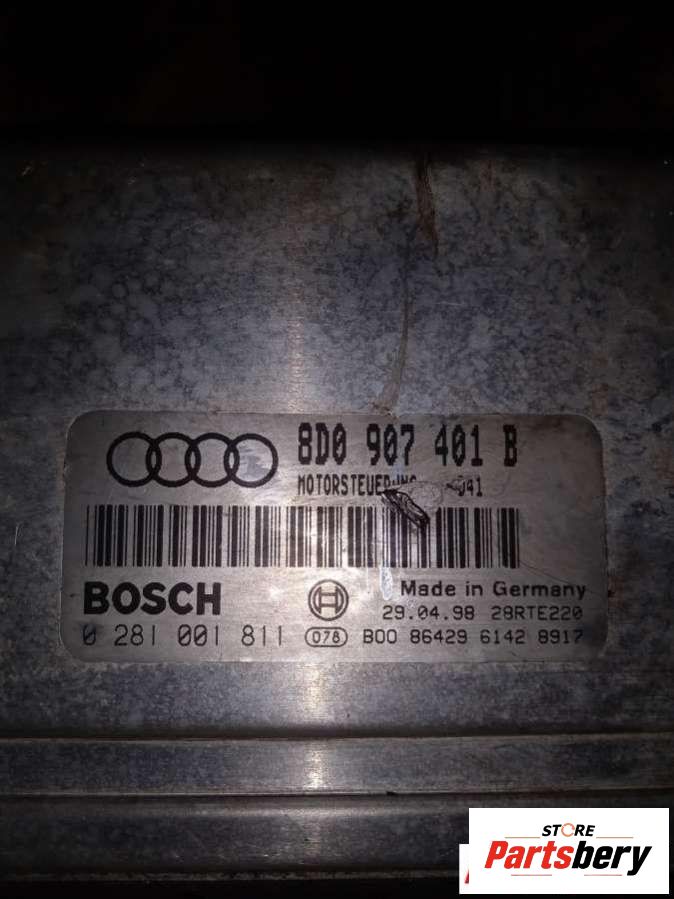 8D0 907 401 B
BOSCH
Made in Germany
29.04.98 28RTE220
0 281 001 811 078 B00 86429 6142 8917
STORE
Partsbery